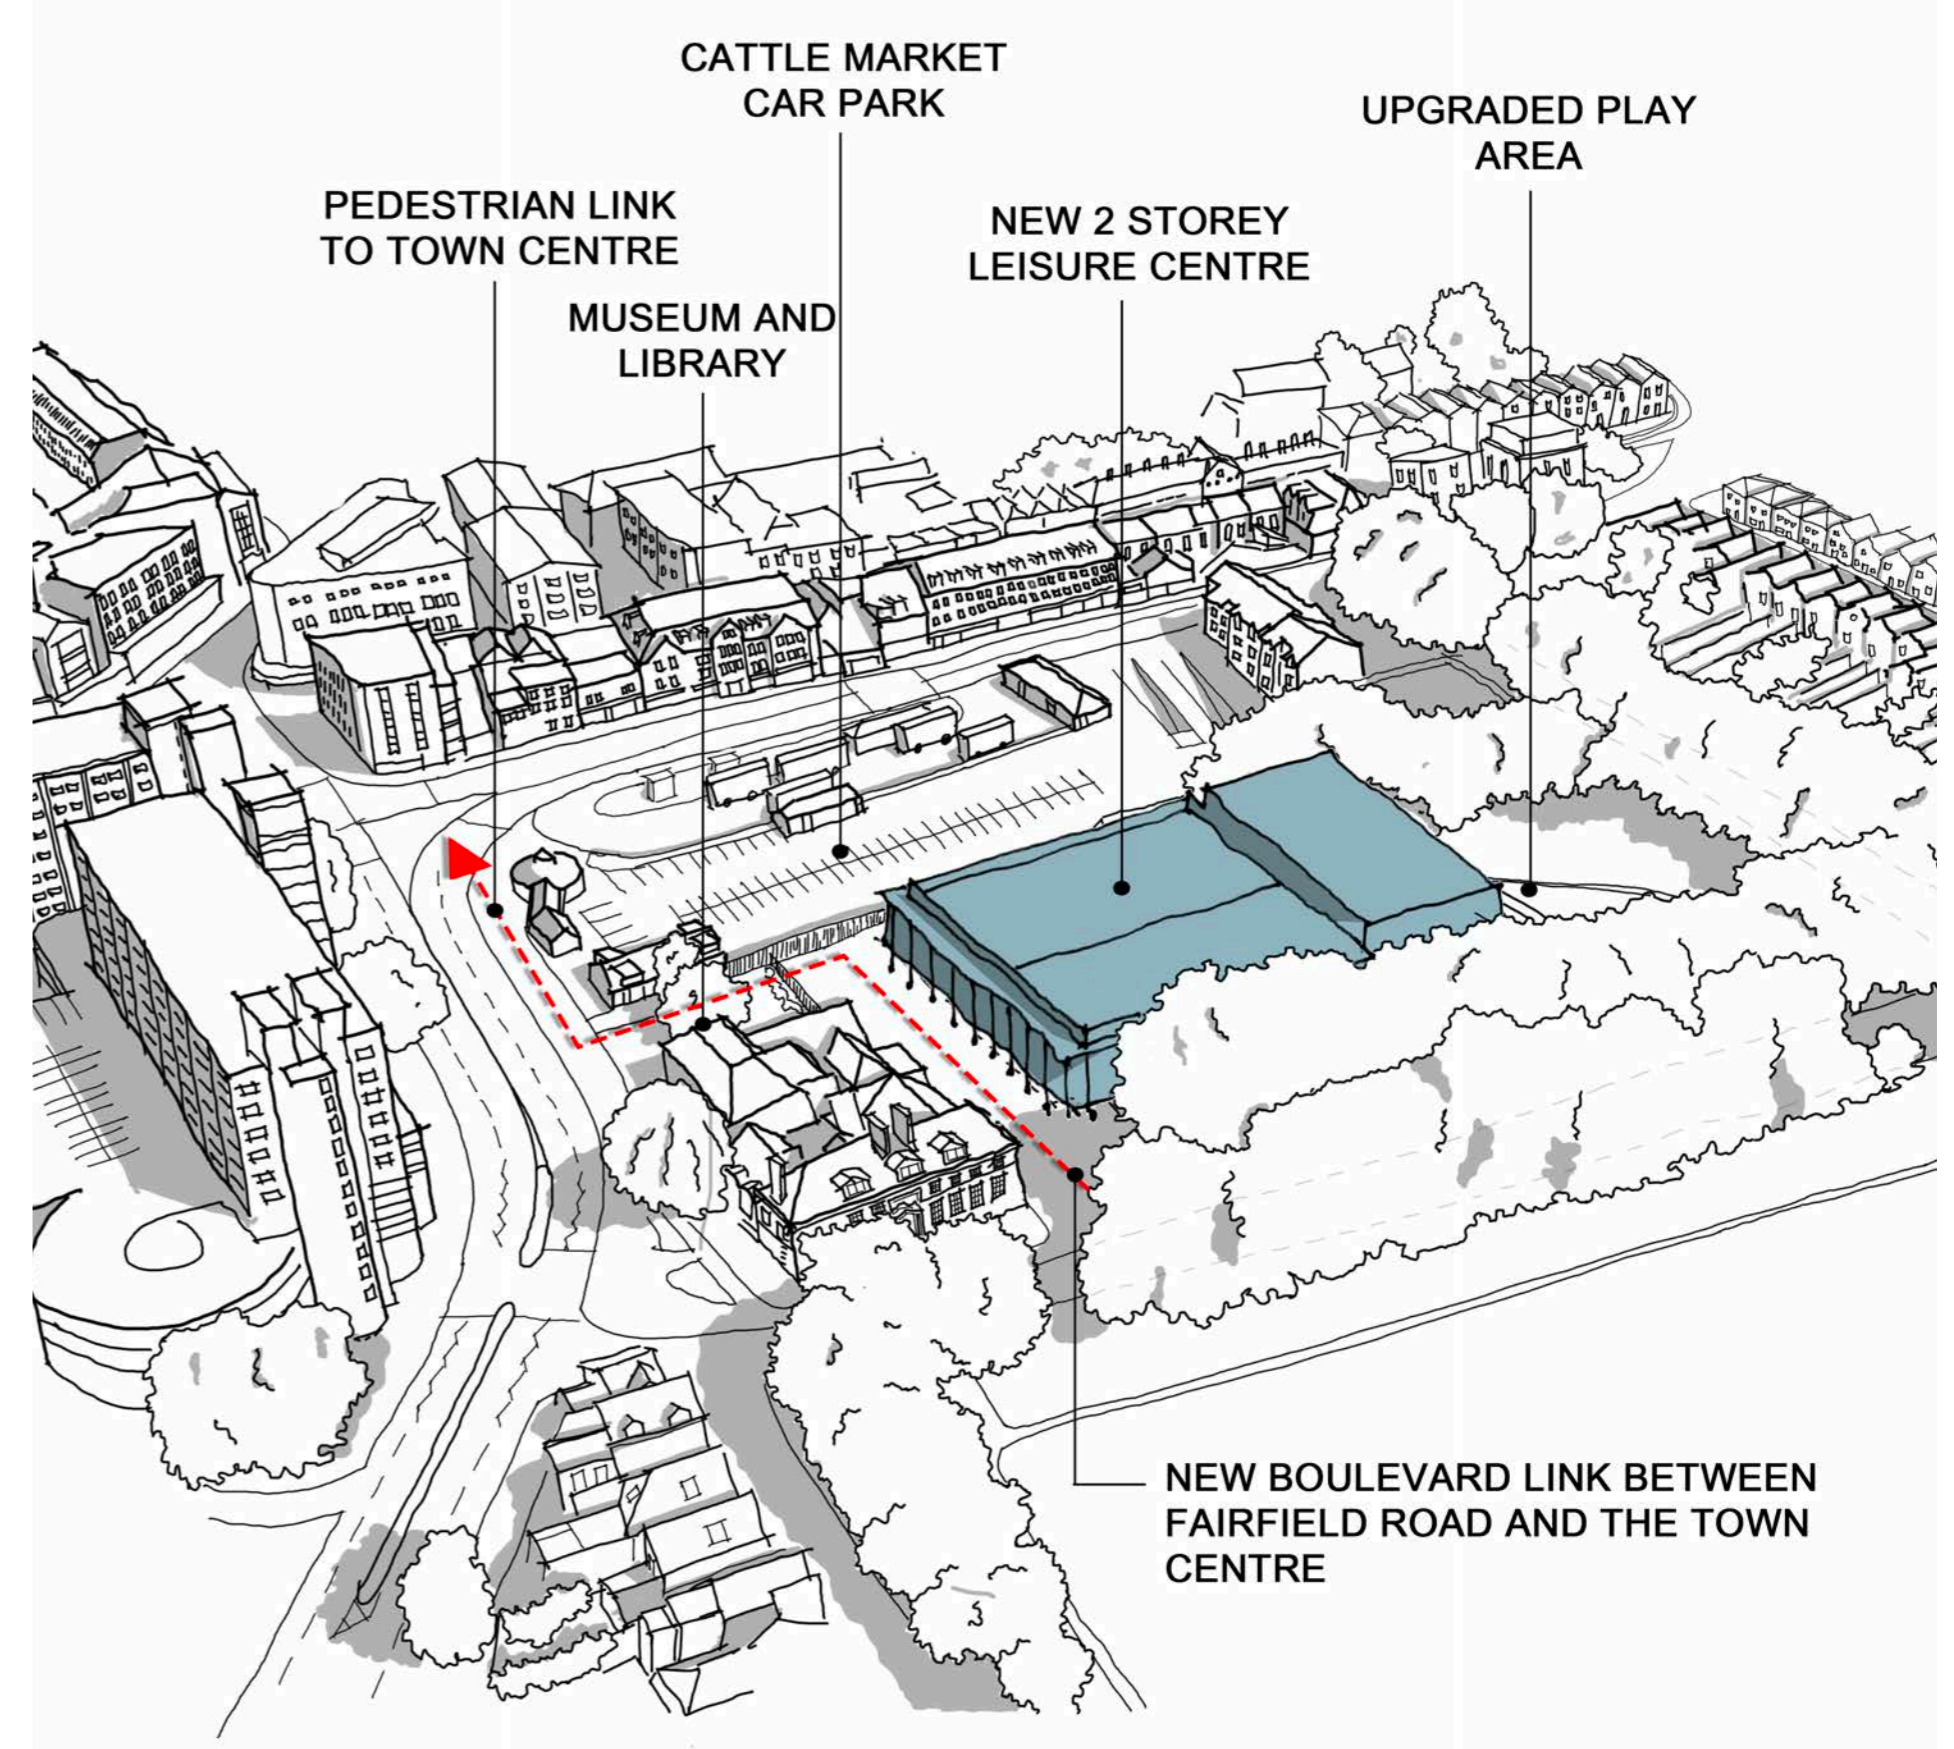 CATTLE MARKET
CAR PARK
UPGRADED PLAY
AREA
PEDESTRIAN LINK
TO TOWN CENTRE
NEW 2 STOREY
LEISURE CENTRE
MUSEUM AND
LIBRARY
NEW BOULEVARD LINK BETWEEN
FAIRFIELD ROAD AND THE TOWN
CENTRE